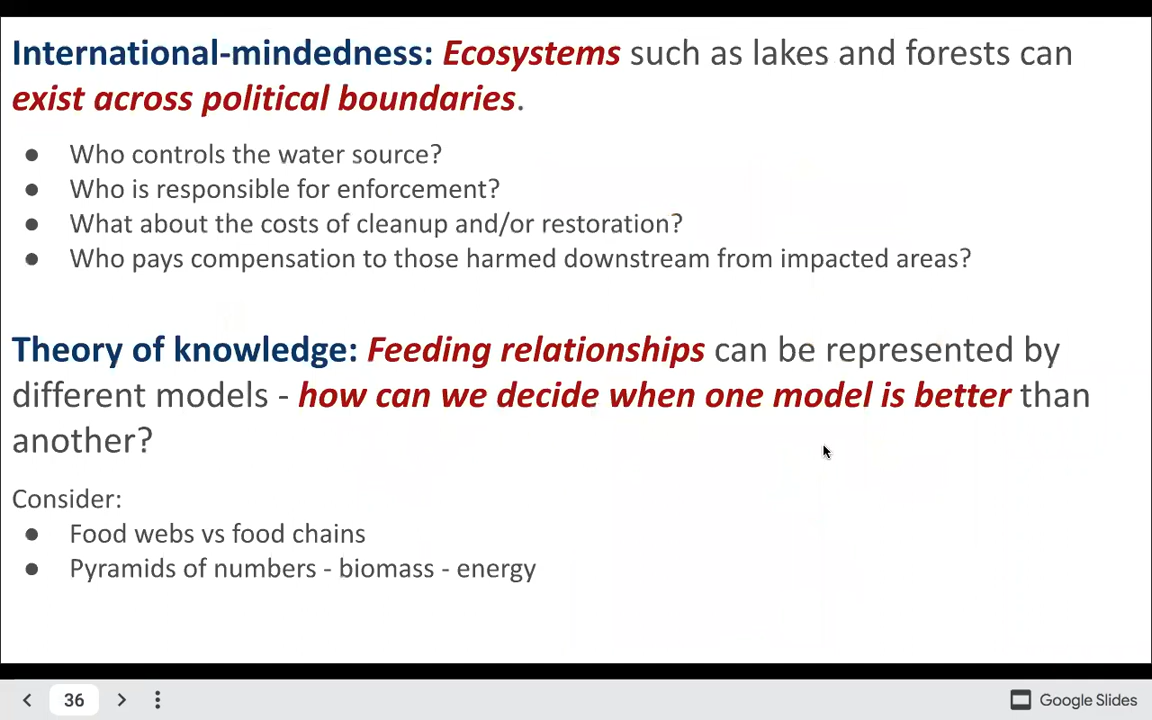 International-mindedness: Ecosystems such as lakes and forests can
exist across political boundaries.
● Who controls the water source?
● Who is responsible for enforcement?
● What about the costs of cleanup and/or restoration?
● Who pays compensation to those harmed downstream from impacted areas?
Theory of knowledge: Feeding relationships can be represented by
different models - how can we decide when one model is better than
another?
Consider:
● Food webs vs food chains
● Pyramids of numbers - biomass - energy
36
Google Slides